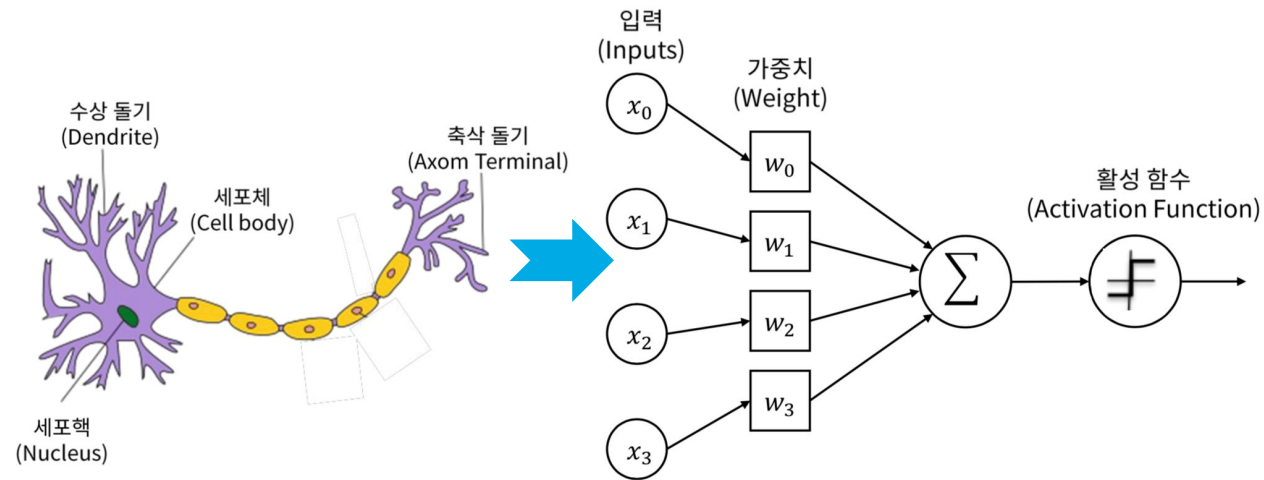 수상 돌기
(Dendrite)
세포체
(Cell body)
축삭 돌기
(Axom Terminal)
세포핵
(Nucleus)
입력
(Inputs)
가중치
(Weight)
x₀
x₁
x₂
x₃
w₀
w₁
w₂
w₃
∑
활성 함수
(Activation Function)